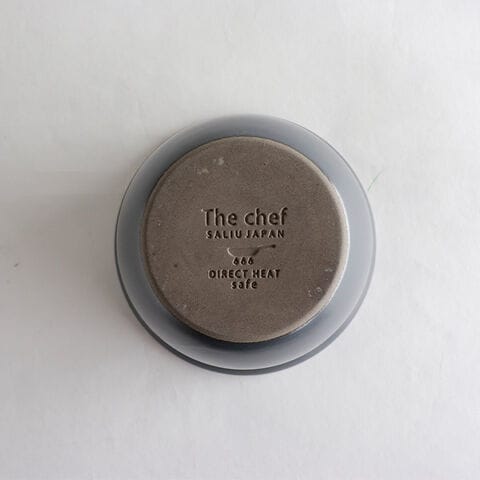 The chef
SALIU JAPAN
DIRECT HEAT
safe